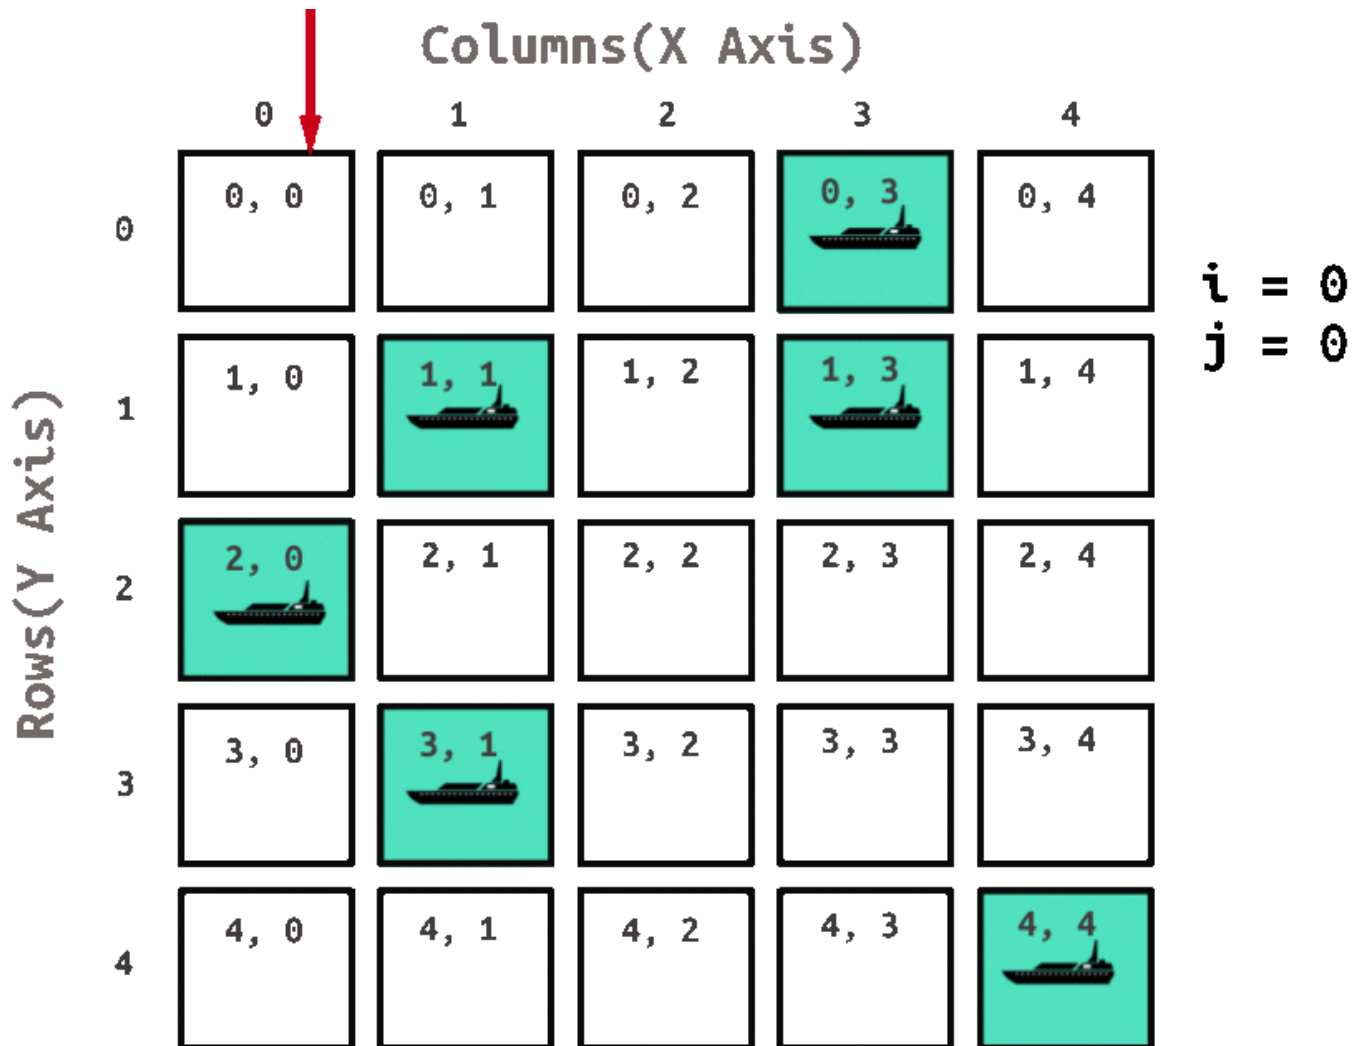 Columns(X Axis)
0 1 2 3 4
Rows(Y Axis)
0
0, 0 0, 1 0, 2 0, 3 0, 4
i = 0
j = 0
1
1, 0 1, 1 1, 2 1, 3 1, 4
2
2, 0 2, 1 2, 2 2, 3 2, 4
3
3, 0 3, 1 3, 2 3, 3 3, 4
4
4, 0 4, 1 4, 2 4, 3 4, 4